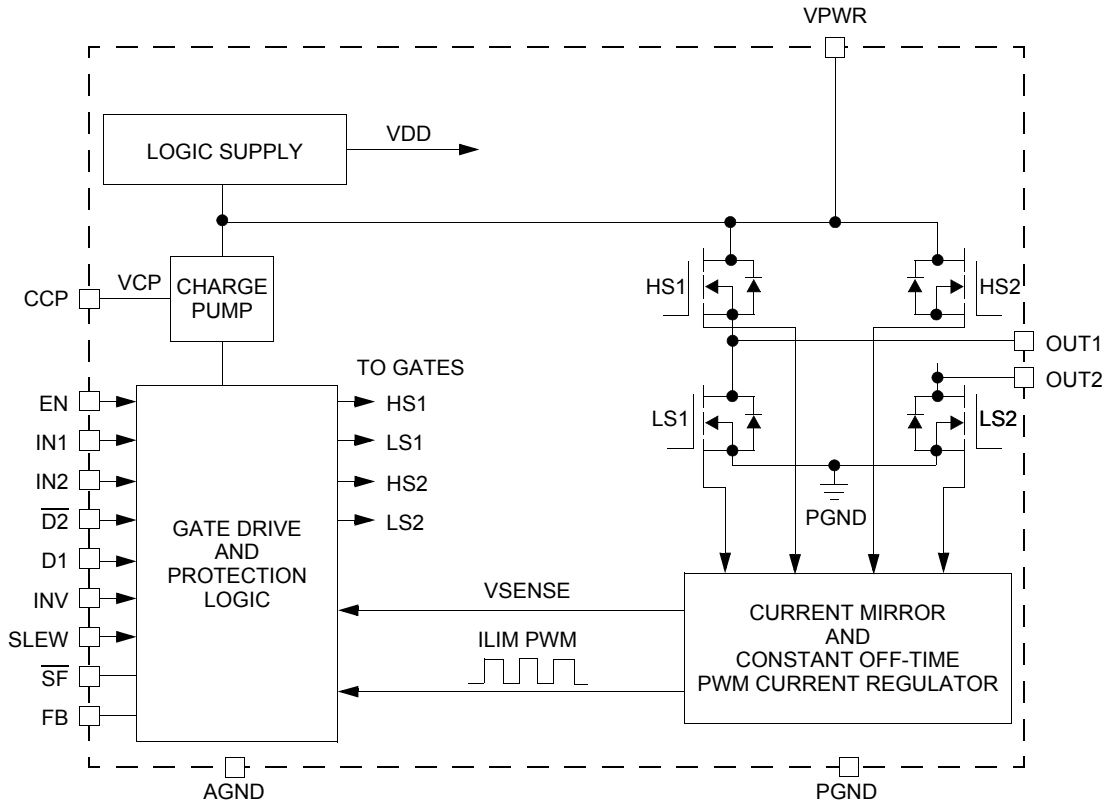 VPWR
LOGIC SUPPLY
VDD
CHARGE
PUMP
VCP
CCP
HS1
HS2
OUT1
OUT2
TO GATES
EN
IN1
IN2
D2
D1
INV
SLEW
SF
FB
HS1
LS1
HS2
LS2
GATE DRIVE
AND
PROTECTION
LOGIC
LS1
LS2
PGND
VSENSE
ILIM PWM
CURRENT MIRROR
AND
CONSTANT OFF-TIME
PWM CURRENT REGULATOR
AGND
PGND